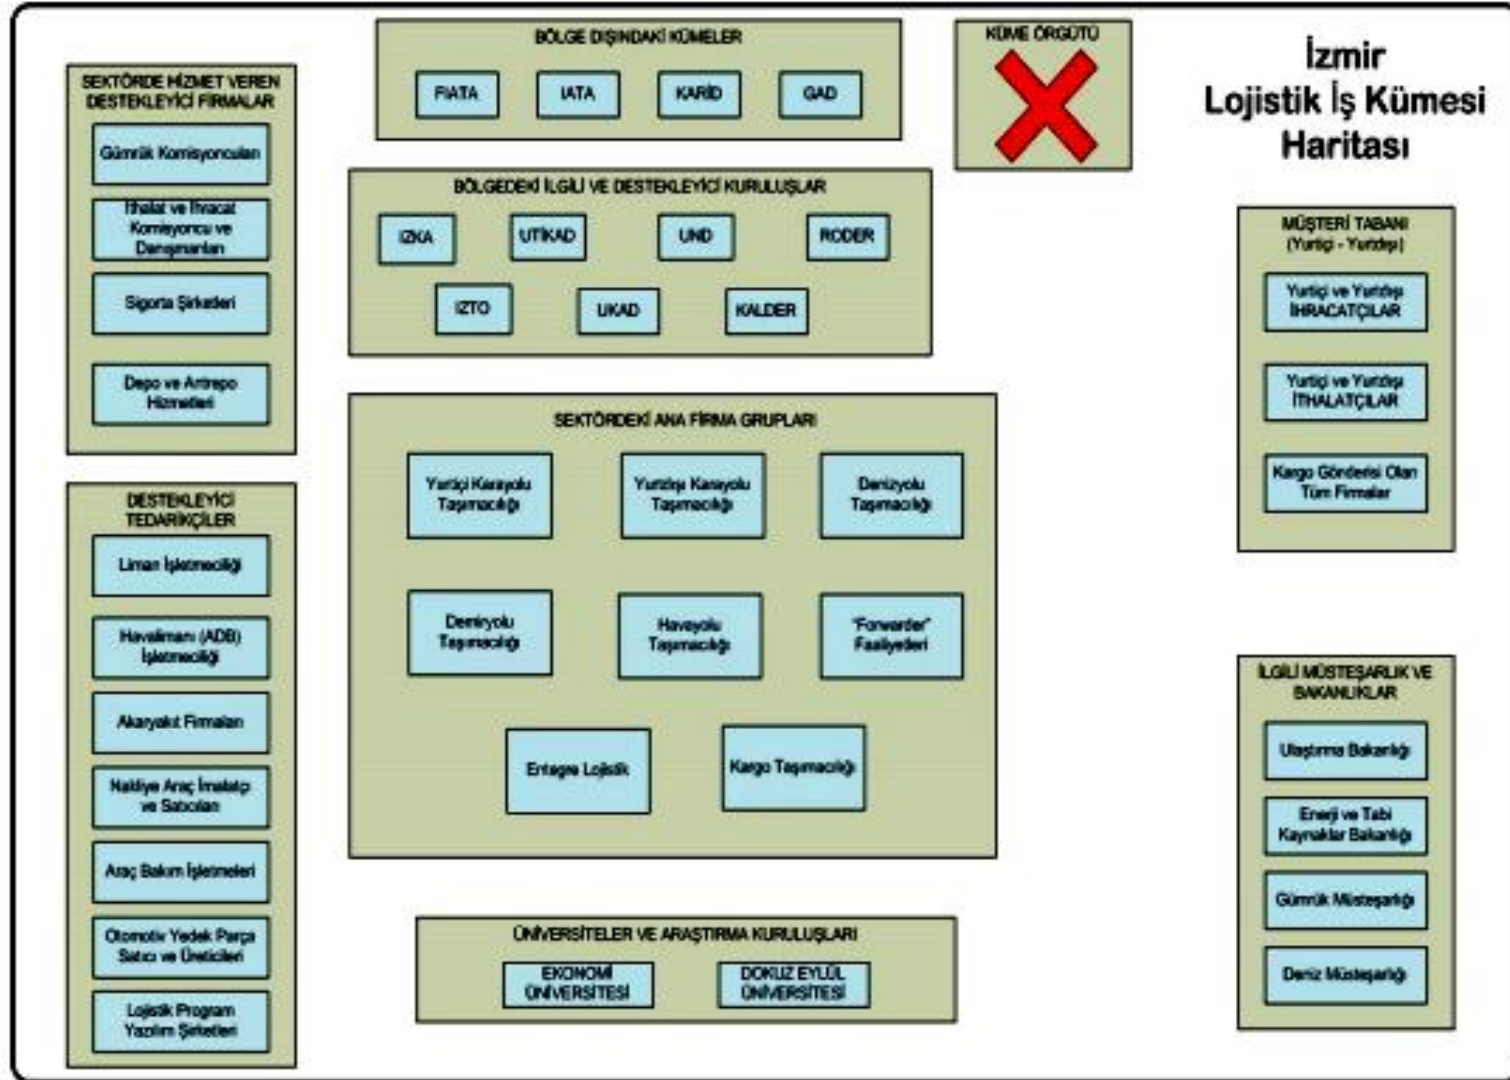 İzmir
Lojistik İş Kümesi
Haritası
BÖLGE DIŞINDAKİ KÜMELER
FIATA
IATA
KARİD
GAD
KÜME ÖRGÜTÜ
SEKTÖRDE HİZMET VEREN
DESTEKLEYİCİ FİRMALAR
Gümrük Komisyoncuları
İthalat ve İhracat
Komisyoncu ve
Danışmanları
Sigorta Şirketleri
Depo ve Antrepo
Hizmetleri
BÖLGEDEKİ İLGİLİ VE DESTEKLEYİCİ KURULUŞLAR
IZKA
UTİKAD
UND
RODER
IZTO
UKAD
KALDER
MÜŞTERİ TABANI
(Yurtiçi - Yurtdışı)
Yurtiçi ve Yurtdışı
İHRACATÇILAR
Yurtiçi ve Yurtdışı
İTHALATÇILAR
Kargo Gönderisi Olan
Tüm Firmalar
SEKTÖRDEKİ ANA FİRMA GRUPLARI
Yurtiçi Karayolu
Taşımacılığı
Yurtdışı Karayolu
Taşımacılığı
Denizyolu
Taşımacılığı
Demiryolu
Taşımacılığı
Havayolu
Taşımacılığı
"Forwarder"
Faaliyetleri
Entegre Lojistik
Kargo Taşımacılığı
DESTEKLEYİCİ
TEDARİKÇİLER
Liman İşletmeciliği
Havalimanı (ADB)
İşletmeciliği
Akaryakıt Firmaları
Nakliye Araç İmalatçı
ve Satıcıları
Araç Bakım İşletmeleri
Otomotiv Yedek Parça
Satıcı ve Üreticileri
Lojistik Program
Yazılım Şirketleri
İLGİLİ MÜSTEŞARLIK VE
BAKANLIKLAR
Ulaştırma Bakanlığı
Enerji ve Tabi
Kaynaklar Bakanlığı
Gümrük Müsteşarlığı
Deniz Müsteşarlığı
ÜNİVERSİTELER VE ARAŞTIRMA KURULUŞLARI
EKONOMİ
ÜNİVERSİTESİ
DOKUZ EYLÜL
ÜNİVERSİTESİ